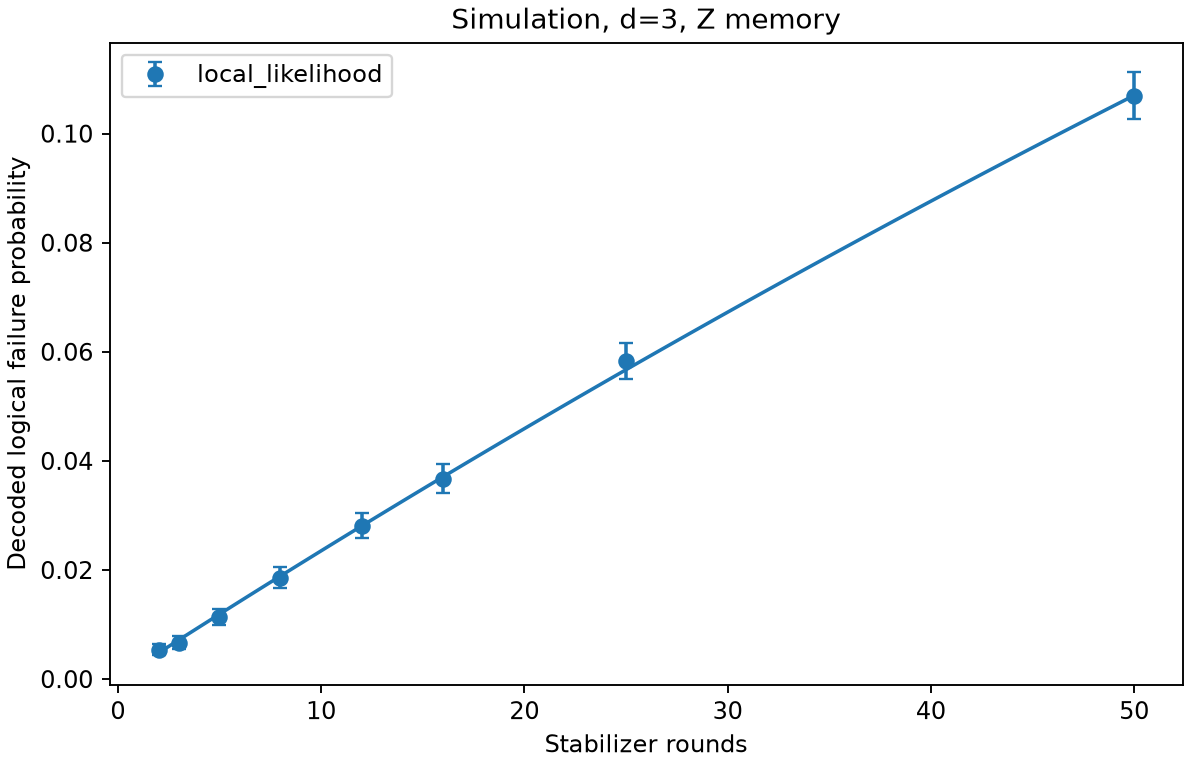 Simulation, d=3, Z memory
local_likelihood
Decoded logical failure probability
0.10
0.08
0.06
0.04
0.02
0.00
0 10 20 30 40 50
Stabilizer rounds